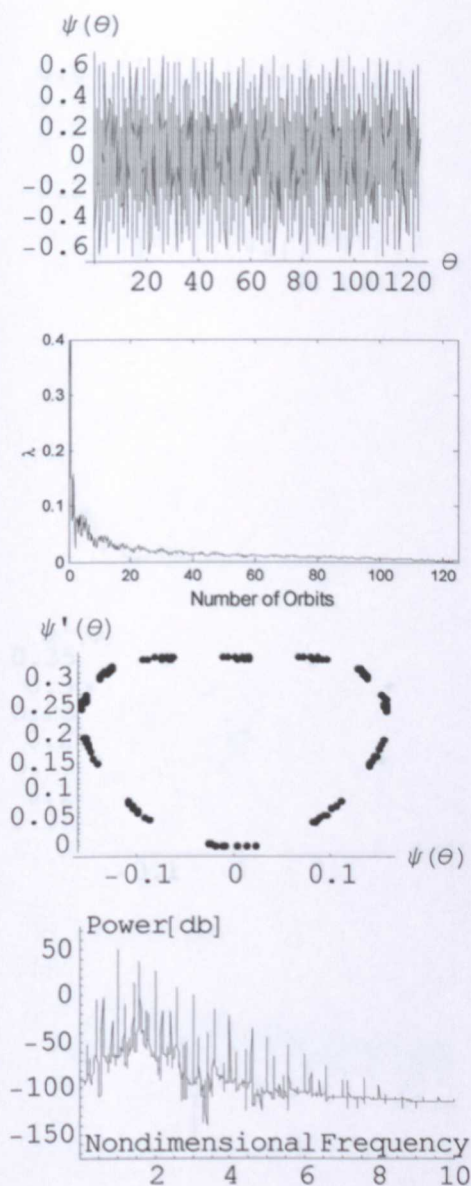 ψ(θ)
0.6
0.4
0.2
0
-0.2
-0.4
-0.6
20 40 60 80 100 120 θ
0.4
0.3
λ 0.2
0.1
0
0 20 40 60 80 100 120
Number of Orbits
ψ'(θ)
0.3
0.25
0.2
0.15
0.1
0.05
0
-0.1 0 0.1 ψ(θ)
Power[db]
50
0
-50
-100
-150
Nondimensional Frequency
2 4 6 8 10